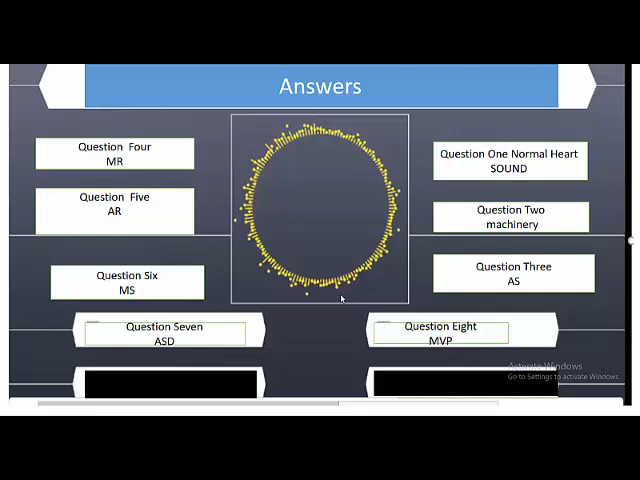 Answers
Question Four
MR
Question Five
AR
Question Six
MS
Question One Normal Heart
SOUND
Question Two
machinery
Question Three
AS
Question Seven
ASD
Question Eight
MVP
Activate Windows
Go to Settings to activate Windows.